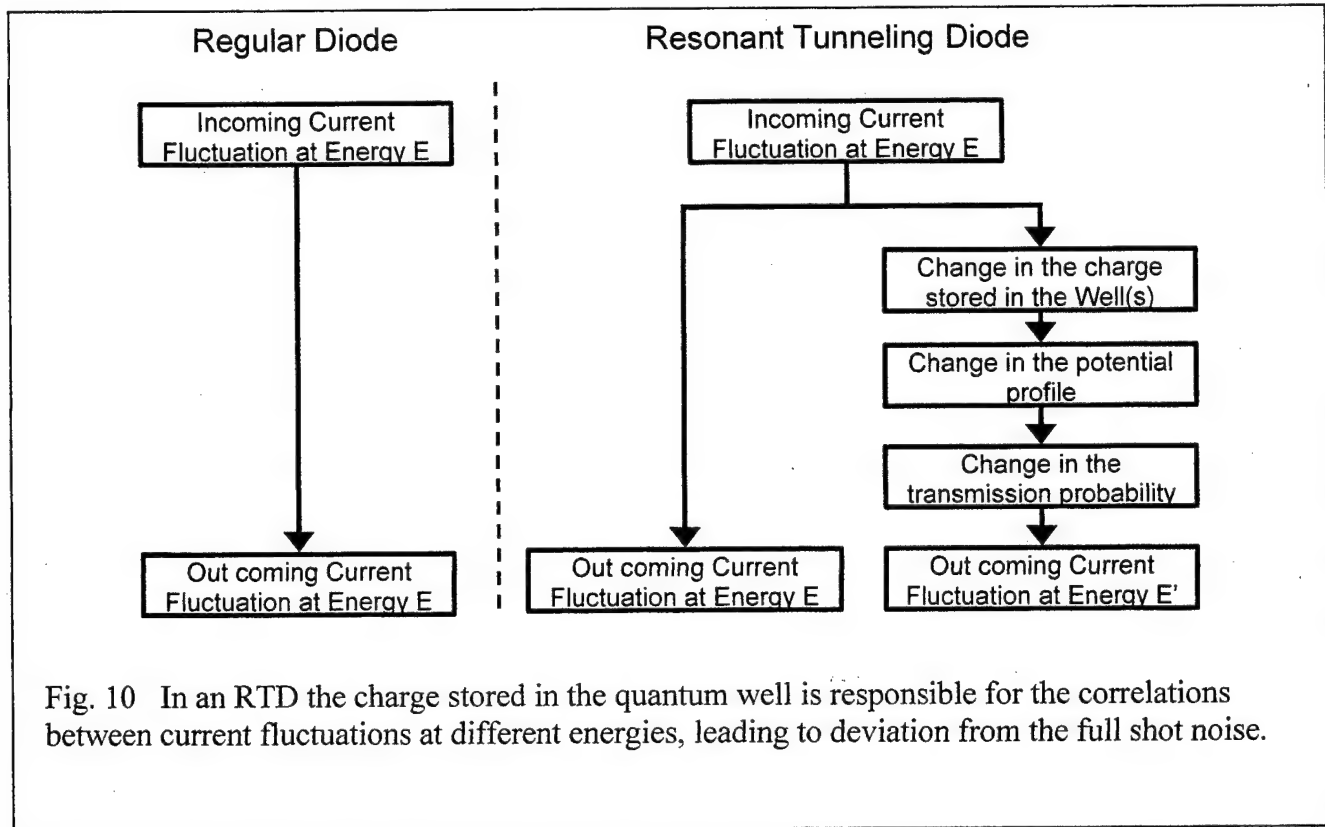 Regular Diode
Resonant Tunneling Diode
Incoming Current
Fluctuation at Energy E
Incoming Current
Fluctuation at Energy E
Change in the charge
stored in the Well(s)
Change in the potential
profile
Change in the
transmission probability
Out coming Current
Fluctuation at Energy E
Out coming Current
Fluctuation at Energy E
Out coming Current
Fluctuation at Energy E'
Fig. 10 In an RTD the charge stored in the quantum well is responsible for the correlations
between current fluctuations at different energies, leading to deviation from the full shot noise.